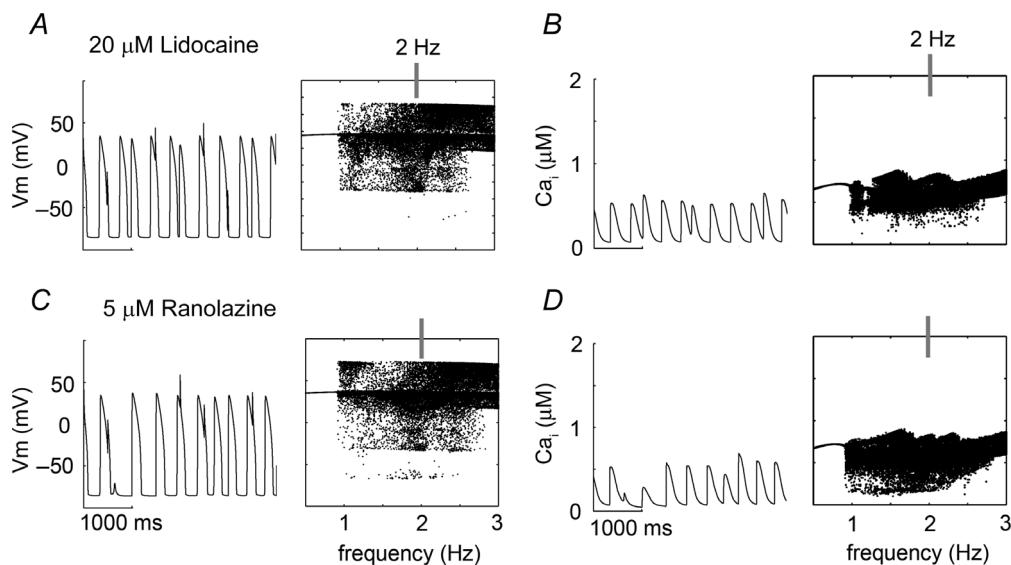 A
20 μM Lidocaine
2 Hz
B
2 Hz
Vm (mV)
50
0
–50
Cai (μM)
2
1
0
C
5 μM Ranolazine
D
Vm (mV)
50
0
–50
1000 ms
1 2 3
frequency (Hz)
Cai (μM)
2
1
0
1000 ms
1 2 3
frequency (Hz)